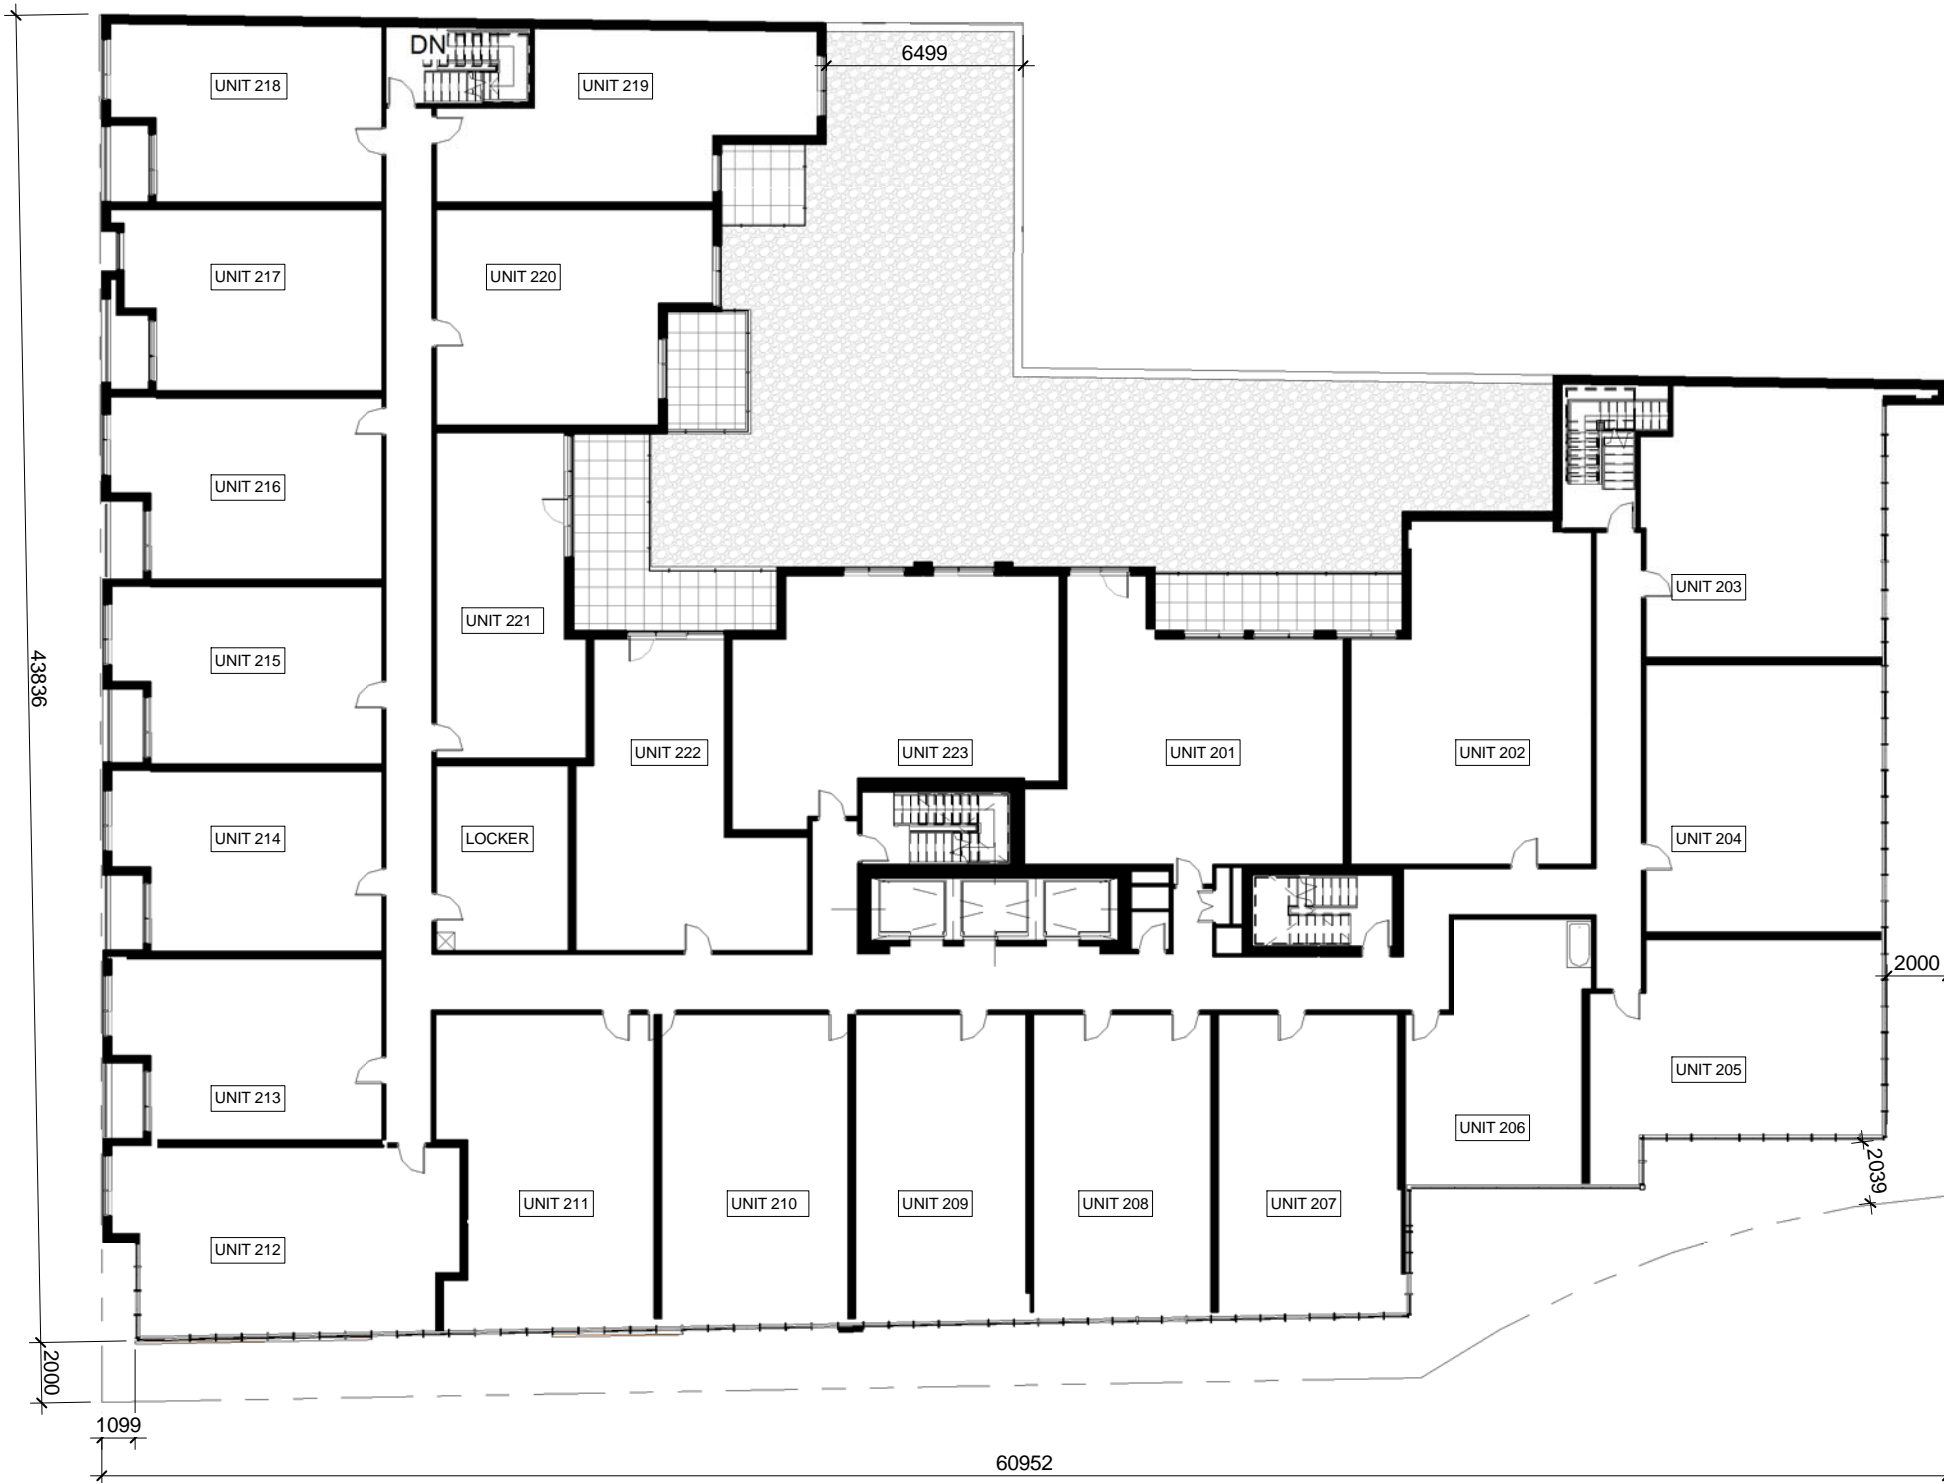 DN
6499
UNIT 218
UNIT 219
UNIT 217
UNIT 220
UNIT 216
UNIT 203
UNIT 221
43836
UNIT 215
UNIT 222
UNIT 223
UNIT 201
UNIT 202
UNIT 214
LOCKER
UNIT 204
2000
UNIT 213
UNIT 205
UNIT 206
2039
UNIT 211
UNIT 210
UNIT 209
UNIT 208
UNIT 207
UNIT 212
2000
1099
60952